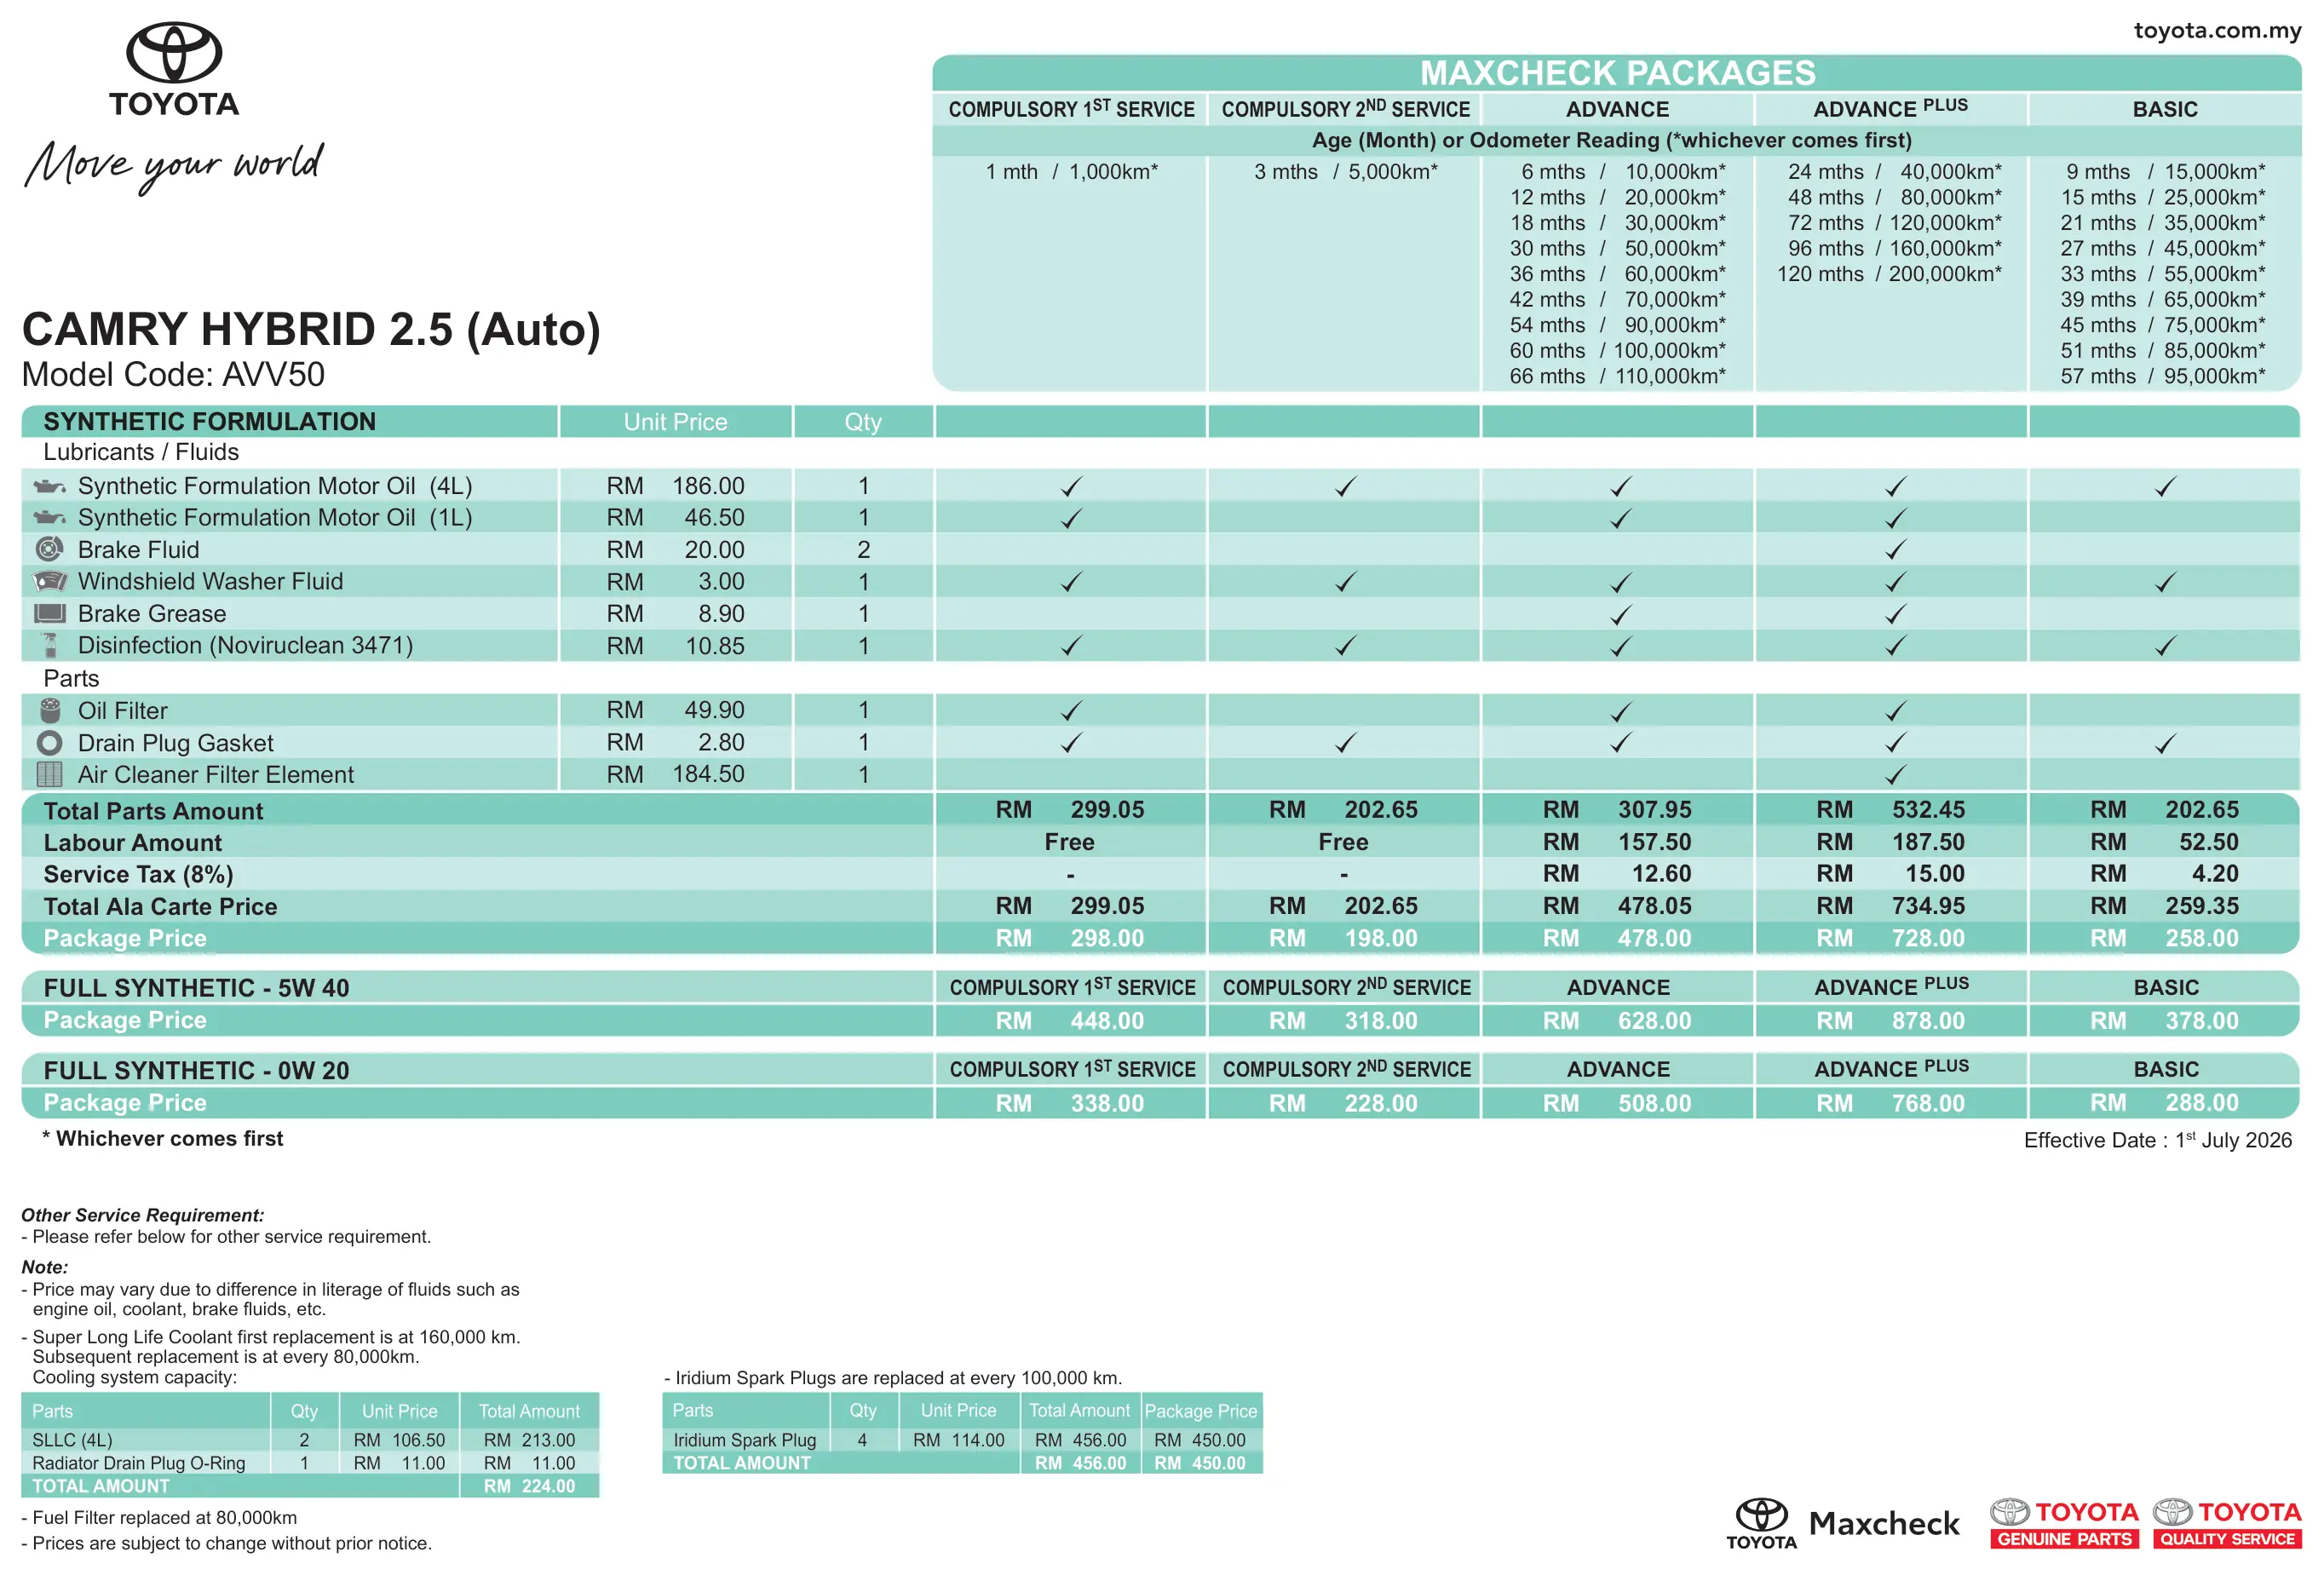 toyota.com.my
TOYOTA
Move your world
MAXCHECK PACKAGES
COMPULSORY 1ST SERVICE COMPULSORY 2ND SERVICE ADVANCE ADVANCE PLUS BASIC
Age (Month) or Odometer Reading (*whichever comes first)
1 mth / 1,000km* 3 mths / 5,000km* 6 mths / 10,000km* 24 mths / 40,000km* 9 mths / 15,000km*
12 mths / 20,000km* 48 mths / 80,000km* 15 mths / 25,000km*
18 mths / 30,000km* 72 mths / 120,000km* 21 mths / 35,000km*
30 mths / 50,000km* 96 mths / 160,000km* 27 mths / 45,000km*
36 mths / 60,000km* 120 mths / 200,000km* 33 mths / 55,000km*
42 mths / 70,000km* 39 mths / 65,000km*
54 mths / 90,000km* 45 mths / 75,000km*
60 mths / 100,000km* 51 mths / 85,000km*
66 mths / 110,000km* 57 mths / 95,000km*
CAMRY HYBRID 2.5 (Auto)
Model Code: AVV50
SYNTHETIC FORMULATION Unit Price Qty
Lubricants / Fluids
Synthetic Formulation Motor Oil (4L) RM 186.00 1 ✓ ✓ ✓ ✓ ✓
Synthetic Formulation Motor Oil (1L) RM 46.50 1 ✓ ✓ ✓
Brake Fluid RM 20.00 2 ✓
Windshield Washer Fluid RM 3.00 1 ✓ ✓ ✓ ✓ ✓
Brake Grease RM 8.90 1 ✓ ✓
Disinfection (Noviruclean 3471) RM 10.85 1 ✓ ✓ ✓ ✓ ✓
Parts
Oil Filter RM 49.90 1 ✓ ✓ ✓
Drain Plug Gasket RM 2.80 1 ✓ ✓ ✓ ✓ ✓
Air Cleaner Filter Element RM 184.50 1 ✓
Total Parts Amount RM 299.05 RM 202.65 RM 307.95 RM 532.45 RM 202.65
Labour Amount Free Free RM 157.50 RM 187.50 RM 52.50
Service Tax (8%) - - RM 12.60 RM 15.00 RM 4.20
Total Ala Carte Price RM 299.05 RM 202.65 RM 478.05 RM 734.95 RM 259.35
Package Price RM 298.00 RM 198.00 RM 478.00 RM 728.00 RM 258.00
FULL SYNTHETIC - 5W 40 COMPULSORY 1ST SERVICE COMPULSORY 2ND SERVICE ADVANCE ADVANCE PLUS BASIC
Package Price RM 448.00 RM 318.00 RM 628.00 RM 878.00 RM 378.00
FULL SYNTHETIC - 0W 20 COMPULSORY 1ST SERVICE COMPULSORY 2ND SERVICE ADVANCE ADVANCE PLUS BASIC
Package Price RM 338.00 RM 228.00 RM 508.00 RM 768.00 RM 288.00
* Whichever comes first
Effective Date : 1st July 2026
Other Service Requirement:
- Please refer below for other service requirement.
Note:
- Price may vary due to difference in literage of fluids such as
engine oil, coolant, brake fluids, etc.
- Super Long Life Coolant first replacement is at 160,000 km.
Subsequent replacement is at every 80,000km.
Cooling system capacity:
Parts Qty Unit Price Total Amount
SLLC (4L) 2 RM 106.50 RM 213.00
Radiator Drain Plug O-Ring 1 RM 11.00 RM 11.00
TOTAL AMOUNT RM 224.00
- Iridium Spark Plugs are replaced at every 100,000 km.
Parts Qty Unit Price Total Amount Package Price
Iridium Spark Plug 4 RM 114.00 RM 456.00 RM 450.00
TOTAL AMOUNT RM 456.00 RM 450.00
- Fuel Filter replaced at 80,000km
- Prices are subject to change without prior notice.
TOYOTA
Maxcheck
TOYOTA
GENUINE PARTS
TOYOTA
QUALITY SERVICE